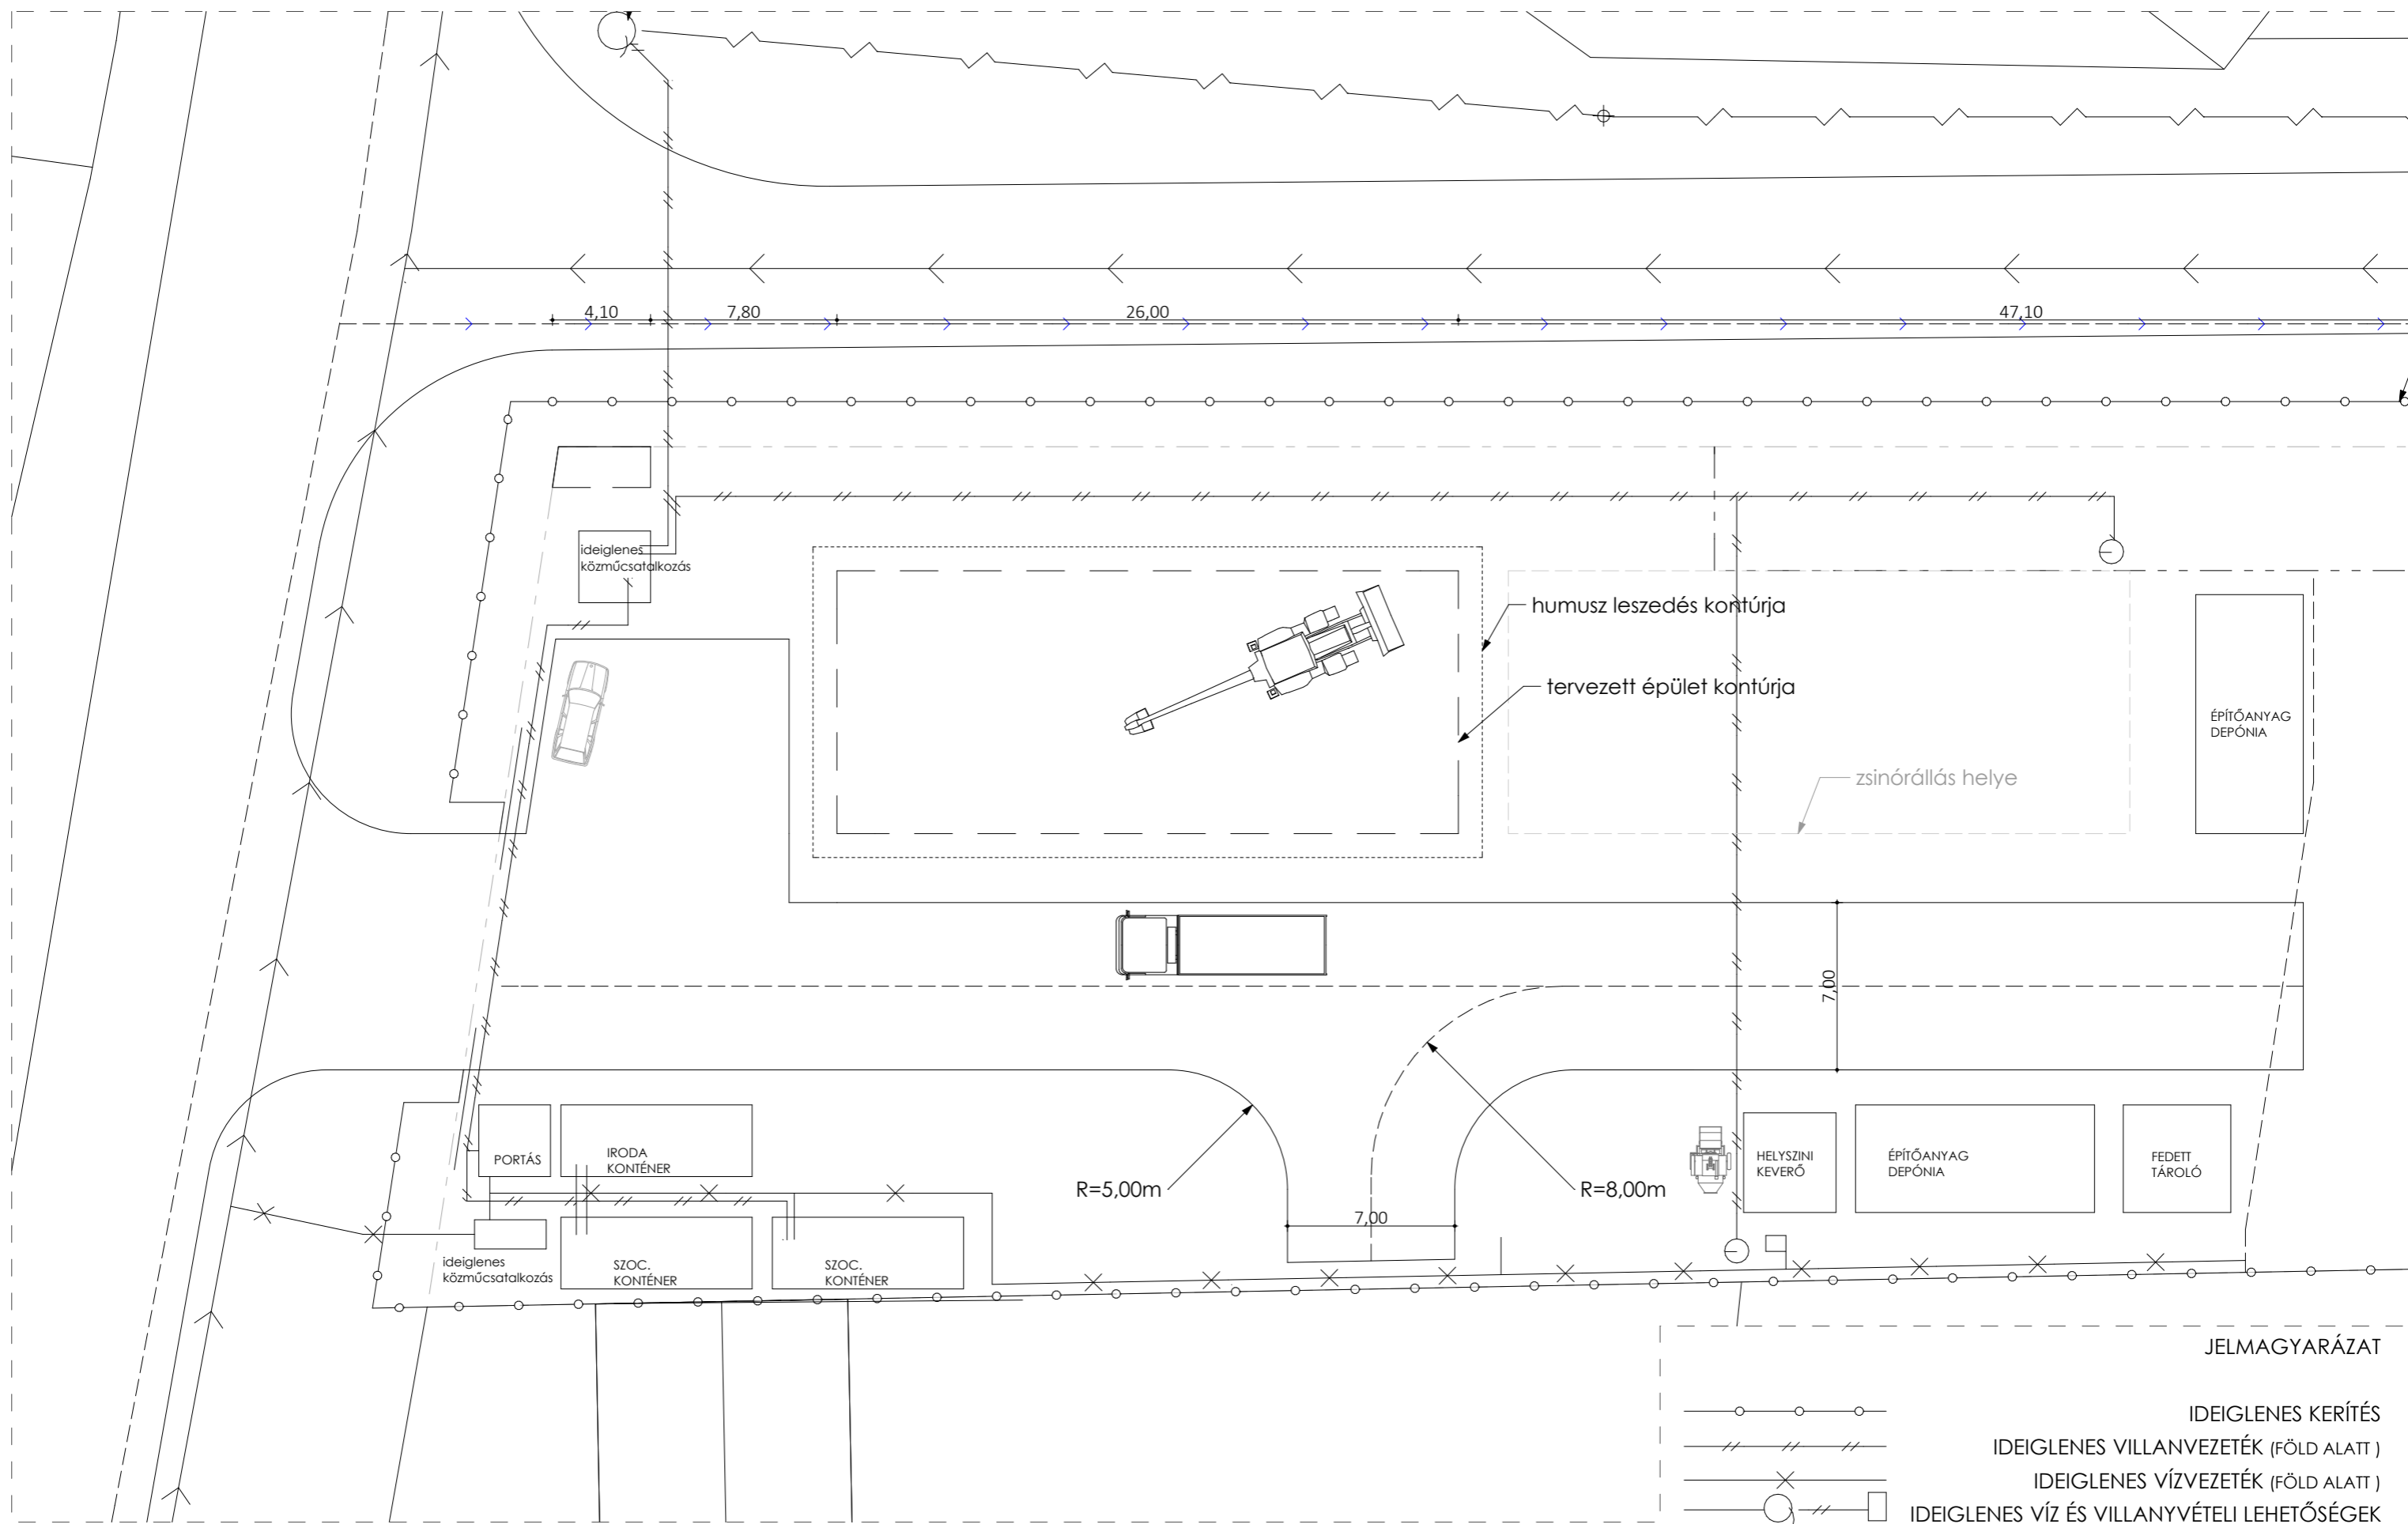 4,10
7,80
26,00
47,10
ideiglenes
közműcsatalkozás
humusz leszedés kontúrja
tervezett épület kontúrja
zsinórállás helye
ÉPÍTŐANYAG
DEPÓNIA
7,00
PORTÁS
IRODA
KONTÉNER
R=5,00m
R=8,00m
HELYSZINI
KEVERŐ
ÉPÍTŐANYAG
DEPÓNIA
FEDETT
TÁROLÓ
7,00
ideiglenes
közműcsatalkozás
SZOC.
KONTÉNER
SZOC.
KONTÉNER
JELMAGYARÁZAT
IDEIGLENES KERÍTÉS
IDEIGLENES VILLANVEZETÉK (FÖLD ALATT )
IDEIGLENES VÍZVEZETÉK (FÖLD ALATT )
IDEIGLENES VÍZ ÉS VILLANYVÉTELI LEHETŐSÉGEK